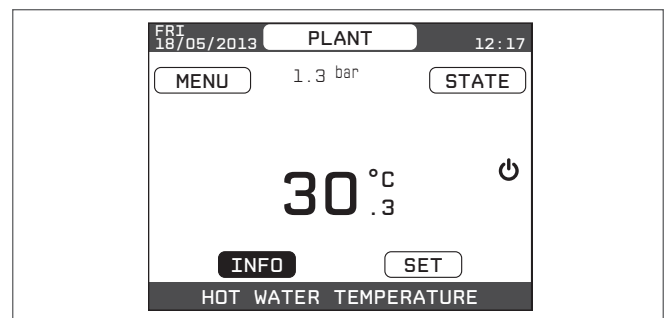 FRI
18/05/2013 PLANT 12:17
MENU 1.3 bar STATE
30.3 °C
INFO SET
HOT WATER TEMPERATURE